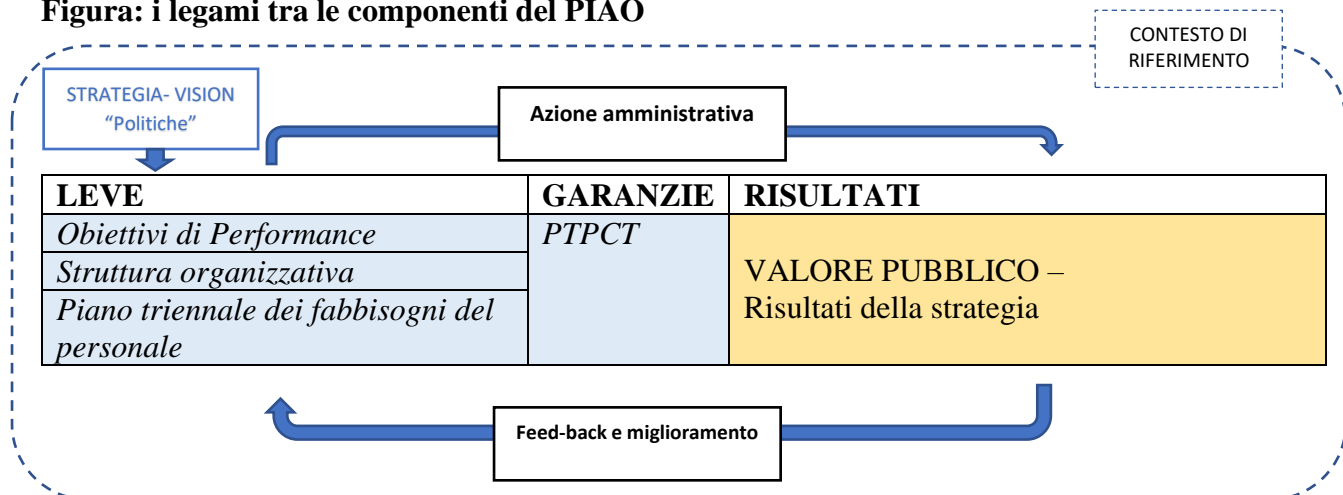 Figura: i legami tra le componenti del PIAO
CONTESTO DI
RIFERIMENTO
STRATEGIA- VISION
“Politiche”
Azione amministrativa
LEVE
GARANZIE
RISULTATI
Obiettivi di Performance
PTPCT
Struttura organizzativa
Piano triennale dei fabbisogni del
personale
VALORE PUBBLICO –
Risultati della strategia
Feed-back e miglioramento